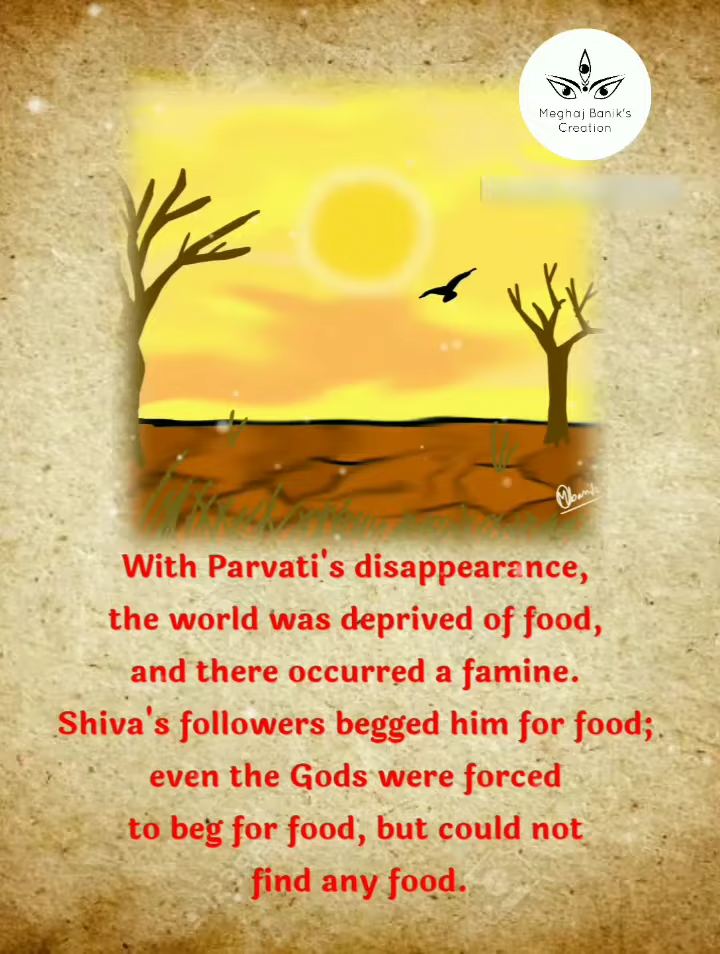 Meghaj Banik's
Creation
With Parvati's disappearance,
the world was deprived of food,
and there occurred a famine.
Shiva's followers begged him for food;
even the Gods were forced
to beg for food, but could not
find any food.